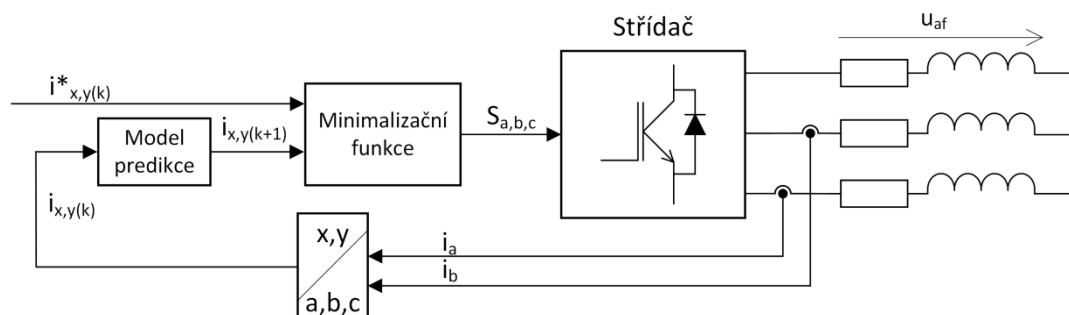 Střídač
u_af
i*_x,y(k)
Model
predikce
i_x,y(k+1)
Minimalizační
funkce
S_a,b,c
i_x,y(k)
x,y
a,b,c
i_a
i_b